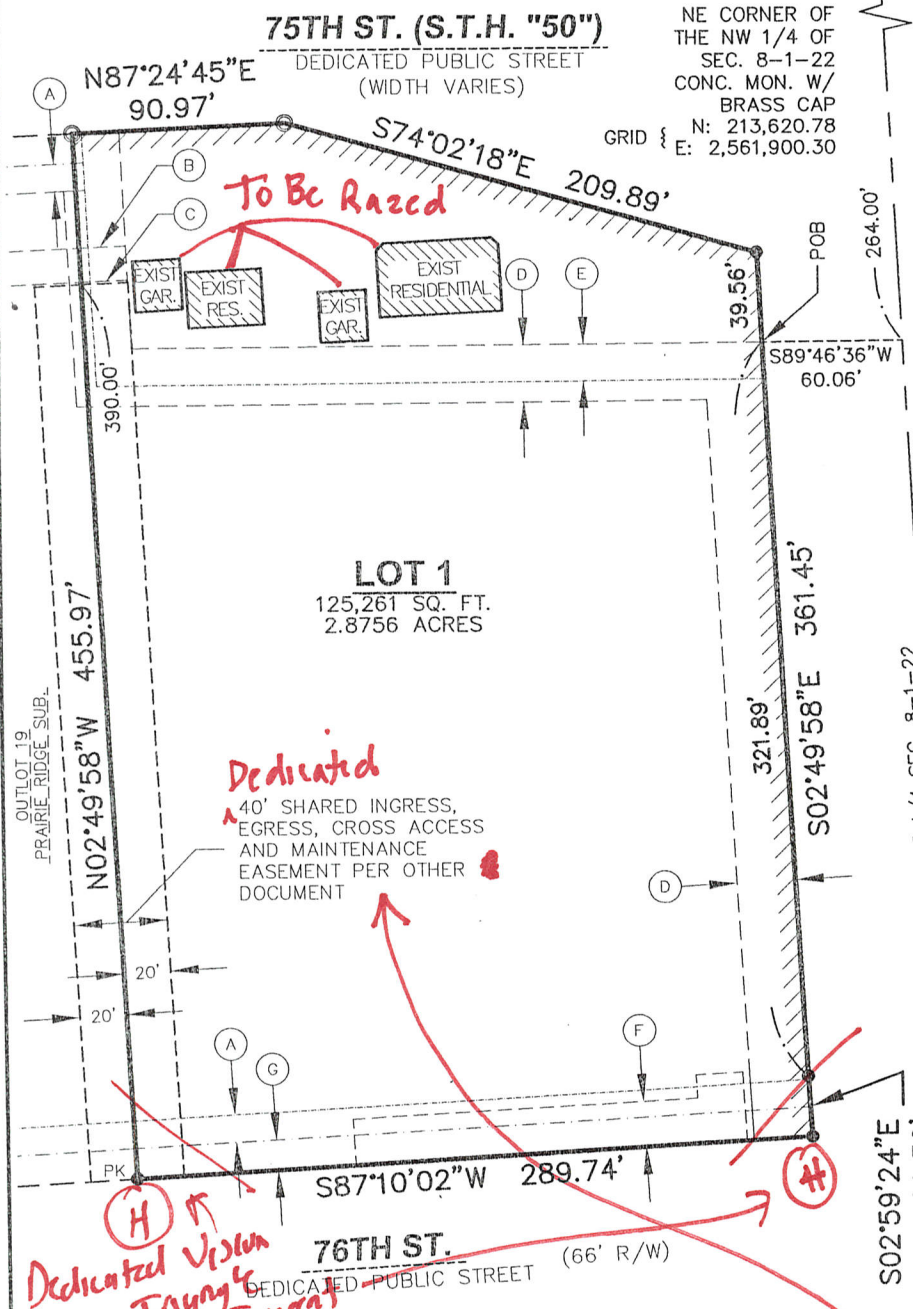 75TH ST. (S.T.H. "50")
DEDICATED PUBLIC STREET
(WIDTH VARIES)
NE CORNER OF
THE NW 1/4 OF
SEC. 8-1-22
CONC. MON. W/
BRASS CAP
GRID { N: 213,620.78
E: 2,561,900.30
A
N87°24'45"E
90.97'
S74°02'18"E 209.89'
B
C
To Be Razed
EXIST
GAR.
EXIST
RES.
EXIST
GAR.
EXIST
RESIDENTIAL
D
E
39.56'
POB
264.00'
S89°46'36"W
60.06'
390.00'
LOT 1
125,261 SQ. FT.
2.8756 ACRES
OUTLOT 19
PRAIRIE RIDGE SUB.
N02°49'58"W 455.97'
321.89'
S02°49'58"E 361.45'
Dedicated
40' SHARED INGRESS,
EGRESS, CROSS ACCESS
AND MAINTENANCE
EASEMENT PER OTHER
DOCUMENT
D
20'
20'
A
G
F
PK
S87°10'02"W 289.74'
H
H
S02°59'24"E
76TH ST.
(66' R/W)
DEDICATED PUBLIC STREET
Dedicated Vision